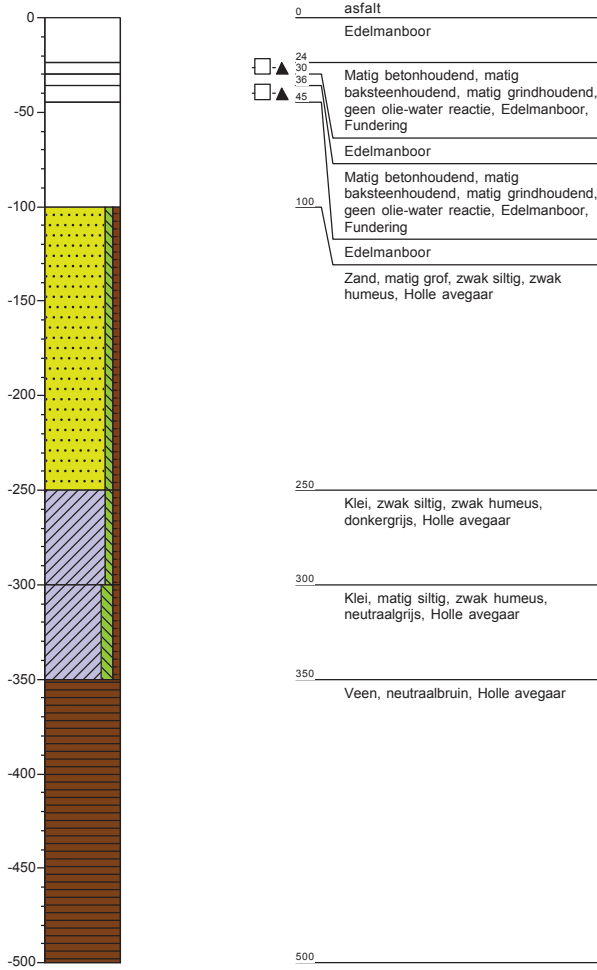 0
-50
-100
-150
-200
-250
-300
-350
-400
-450
-500
0
asfalt
Edelmanboor
24
30
Matig betonhoudend, matig
baksteenhoudend, matig grindhoudend,
geen olie-water reactie, Edelmanboor,
Fundering
36
Edelmanboor
45
Matig betonhoudend, matig
baksteenhoudend, matig grindhoudend,
geen olie-water reactie, Edelmanboor,
Fundering
Edelmanboor
100
Zand, matig grof, zwak siltig, zwak
humeus, Holle avegaar
250
Klei, zwak siltig, zwak humeus,
donkergrijs, Holle avegaar
300
Klei, matig siltig, zwak humeus,
neutraalgrijs, Holle avegaar
350
Veen, neutraalbruin, Holle avegaar
500